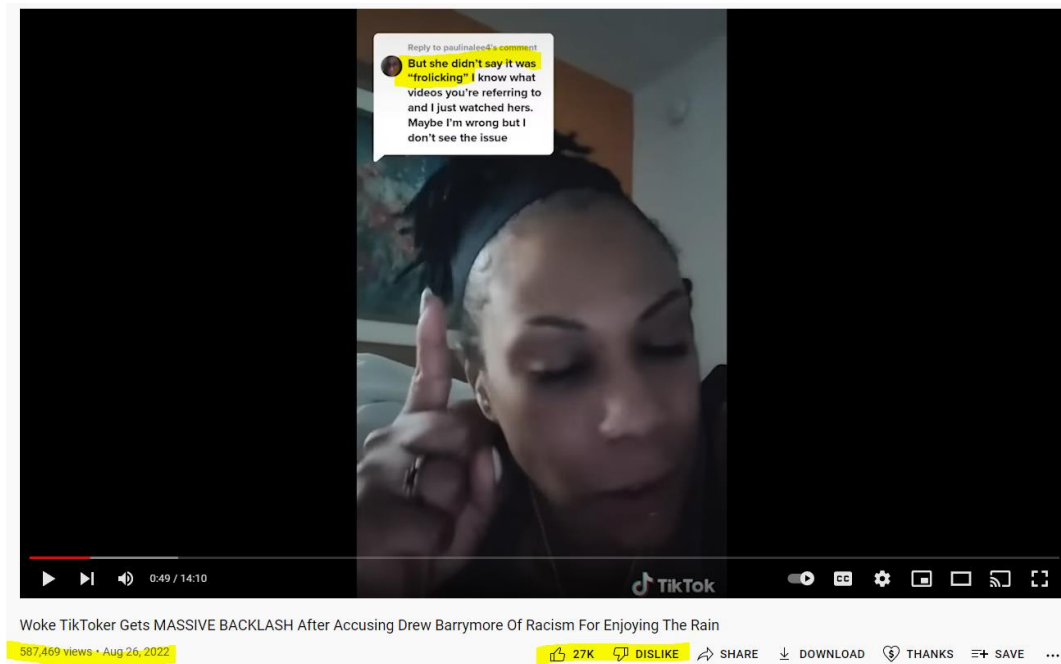 Reply to paulinalee4's comment
But she didn't say it was
“frolicking” I know what
videos you're referring to
and I just watched hers.
Maybe I'm wrong but I
don't see the issue
TikTok
0:49 / 14:10
CC
Woke TikToker Gets MASSIVE BACKLASH After Accusing Drew Barrymore Of Racism For Enjoying The Rain
587,469 views • Aug 26, 2022
27K DISLIKE SHARE DOWNLOAD THANKS SAVE ...